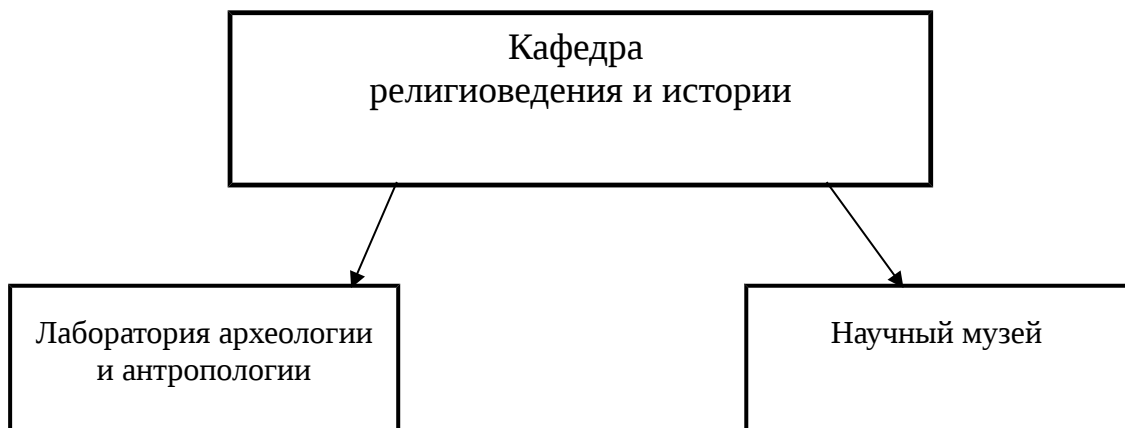 Кафедра
религиоведения и истории
Лаборатория археологии
и антропологии
Научный музей